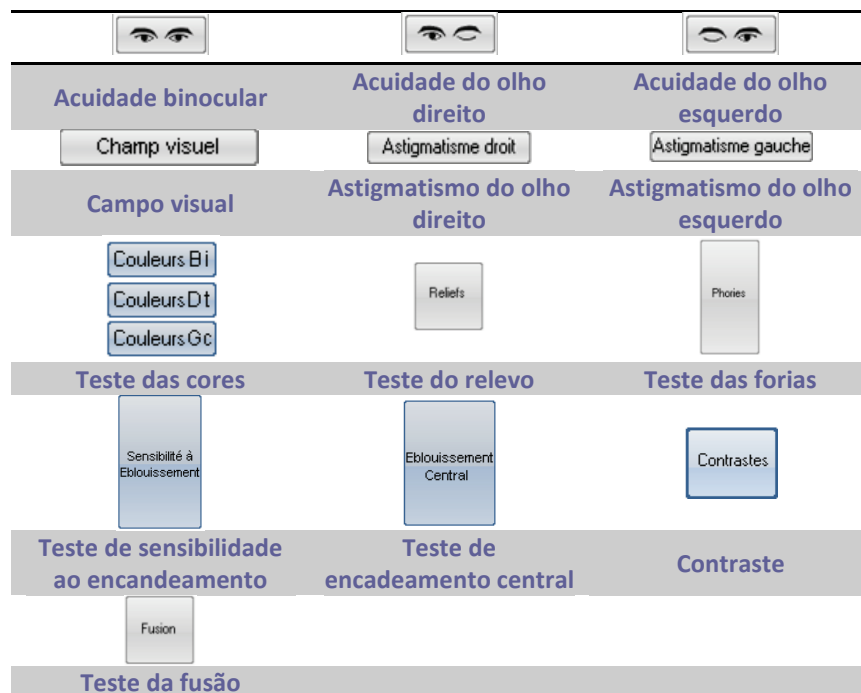 Acuidade binocular
Acuidade do olho
direito
Acuidade do olho
esquerdo
Champ visuel
Astigmatisme droit
Astigmatisme gauche
Campo visual
Astigmatismo do olho
direito
Astigmatismo do olho
esquerdo
Couleurs Bi
Couleurs Dt
Couleurs Gc
Reliefs
Phories
Teste das cores
Teste do relevo
Teste das forias
Sensibilité à
Eblouissement
Eblouissement
Central
Contrastes
Teste de sensibilidade
ao encandeamento
Teste de
encadeamento central
Contraste
Fusion
Teste da fusão